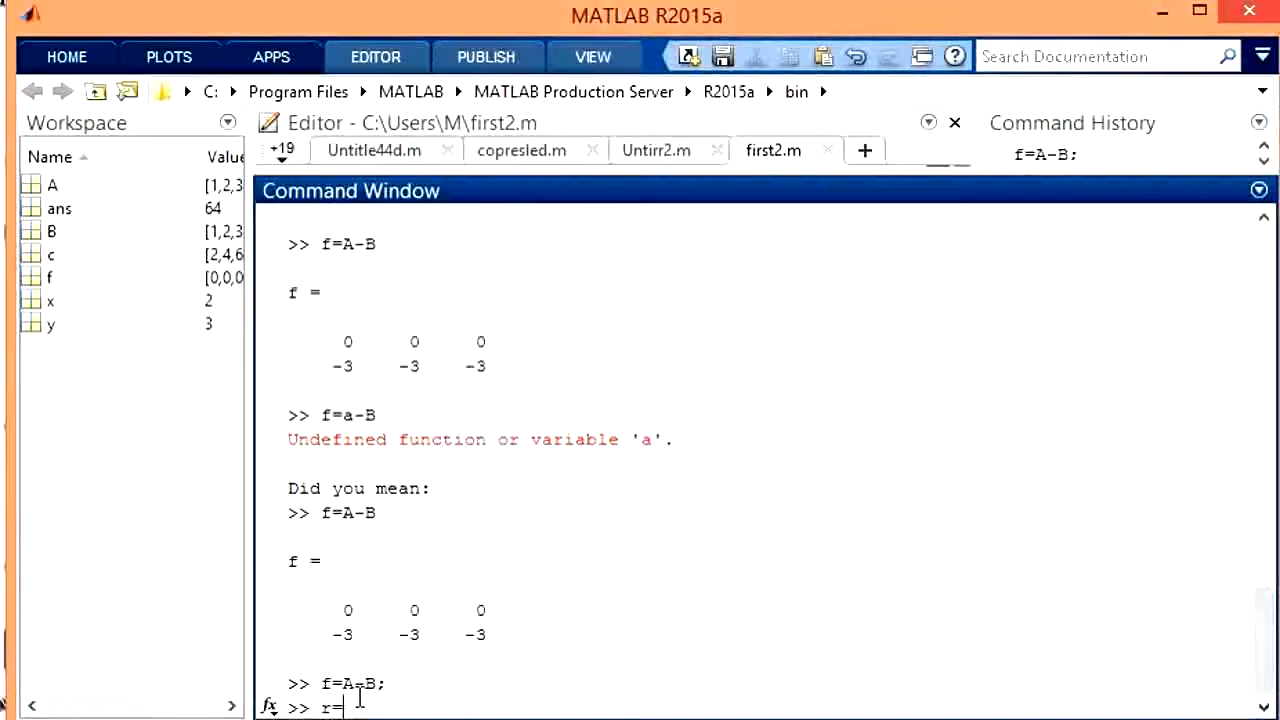 MATLAB R2015a
HOME PLOTS APPS EDITOR PUBLISH VIEW Search Documentation
C: Program Files MATLAB MATLAB Production Server R2015a bin
Workspace
Name Value
A [1,2,3
ans 64
B [1,2,3
c [2,4,6
f [0,0,0
x 2
y 3
Editor - C:\Users\M\first2.m
+19 Untitle44d.m copresled.m Untirr2.m first2.m
Command History
f=A-B;
Command Window
>> f=A-B
f =
0 0 0
-3 -3 -3
>> f=a-B
Undefined function or variable 'a'.
Did you mean:
>> f=A-B
f =
0 0 0
-3 -3 -3
>> f=A-B;
fx >> r=